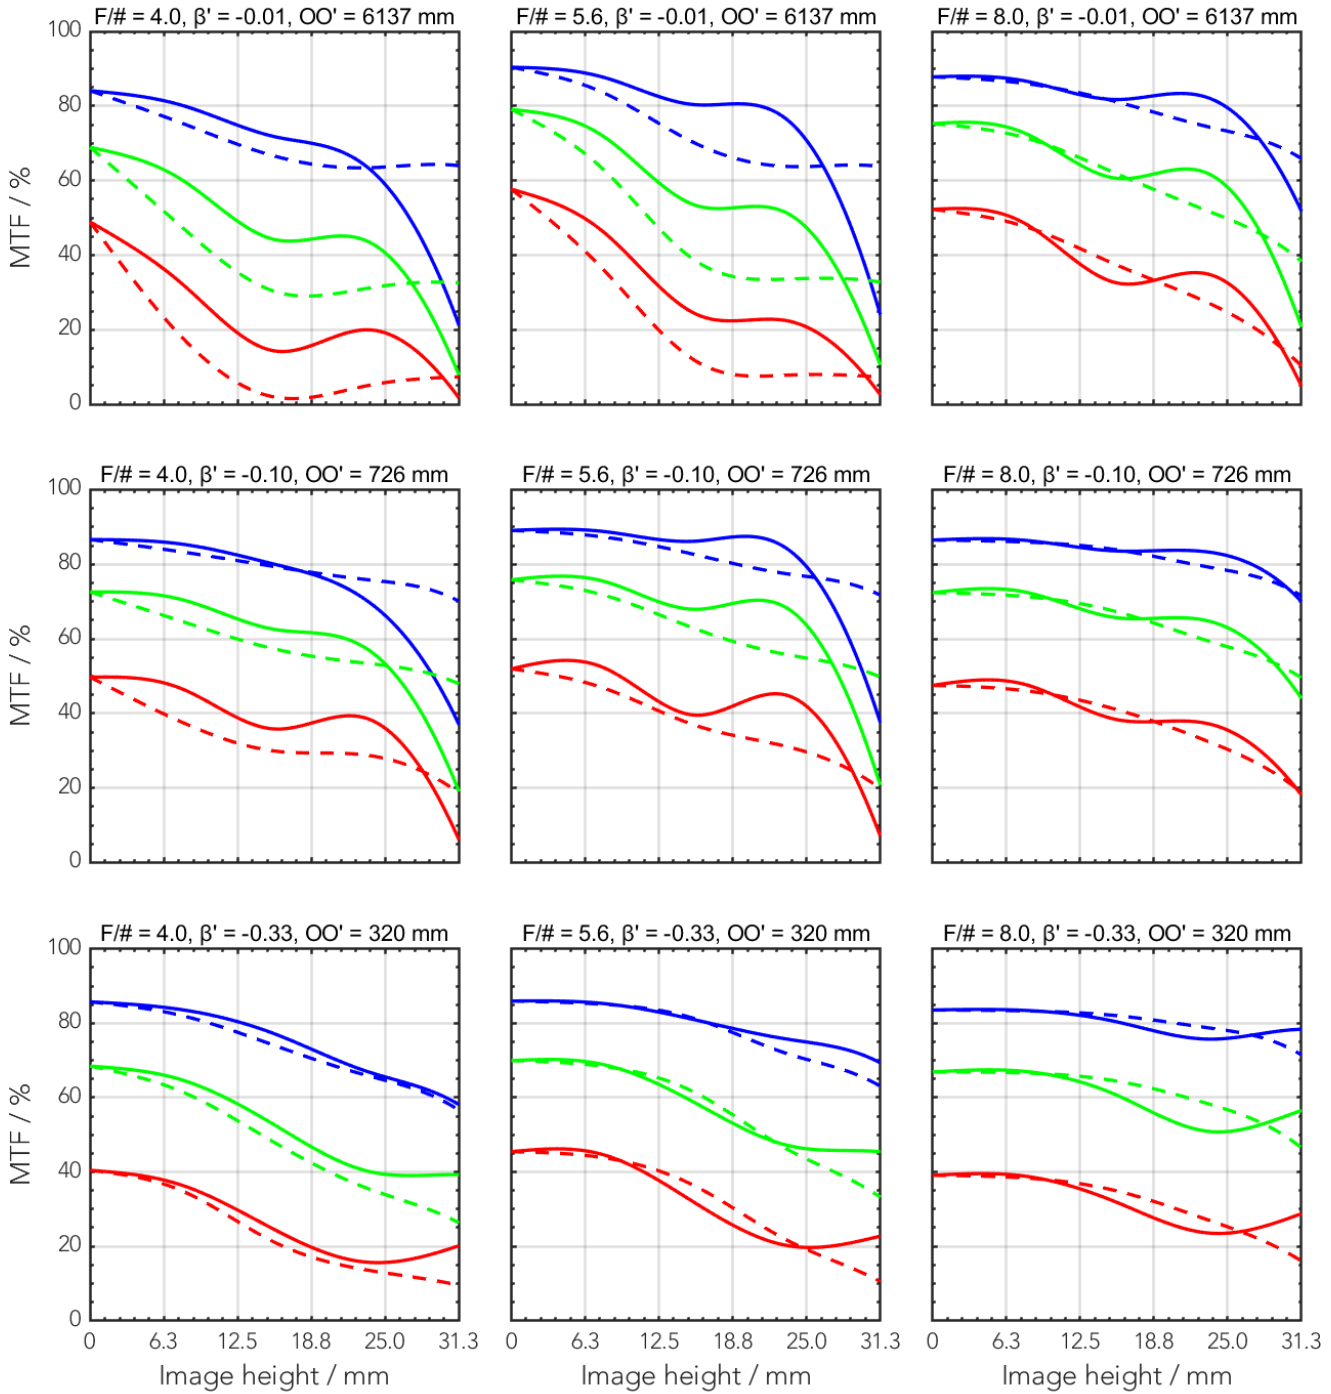 F/# = 4.0, β' = -0.01, OO' = 6137 mm
F/# = 5.6, β' = -0.01, OO' = 6137 mm
F/# = 8.0, β' = -0.01, OO' = 6137 mm
100
80
60
40
20
0
MTF / %
F/# = 4.0, β' = -0.10, OO' = 726 mm
F/# = 5.6, β' = -0.10, OO' = 726 mm
F/# = 8.0, β' = -0.10, OO' = 726 mm
100
80
60
40
20
0
MTF / %
F/# = 4.0, β' = -0.33, OO' = 320 mm
F/# = 5.6, β' = -0.33, OO' = 320 mm
F/# = 8.0, β' = -0.33, OO' = 320 mm
100
80
60
40
20
0
MTF / %
0 6.3 12.5 18.8 25.0 31.3
0 6.3 12.5 18.8 25.0 31.3
0 6.3 12.5 18.8 25.0 31.3
Image height / mm
Image height / mm
Image height / mm